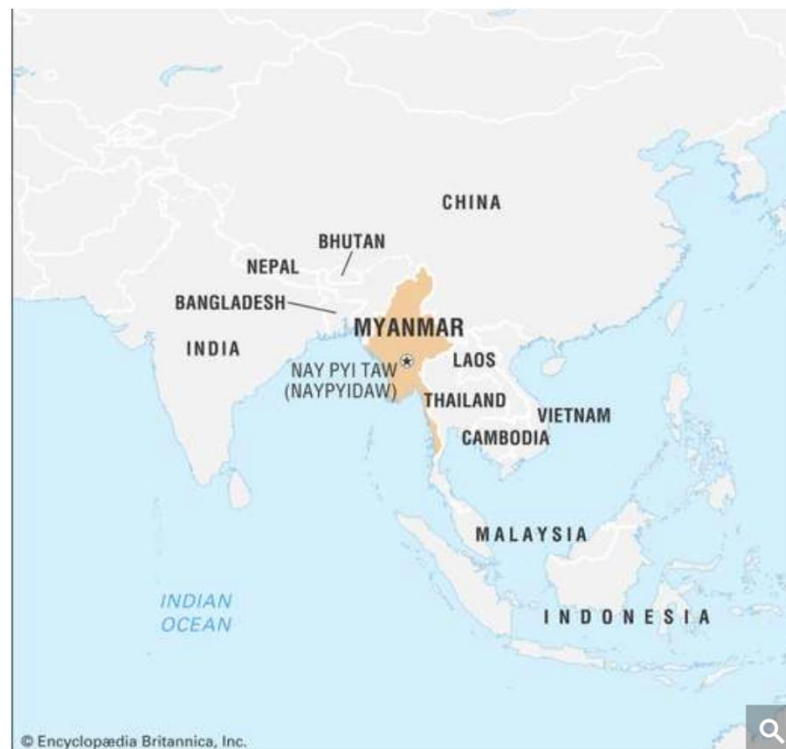 CHINA
BHUTAN
NEPAL
BANGLADESH
MYANMAR
INDIA
LAOS
NAY PYI TAW
(NAYPYIDAW)
THAILAND
VIETNAM
CAMBODIA
MALAYSIA
INDIAN
OCEAN
INDONESIA
© Encyclopædia Britannica, Inc.